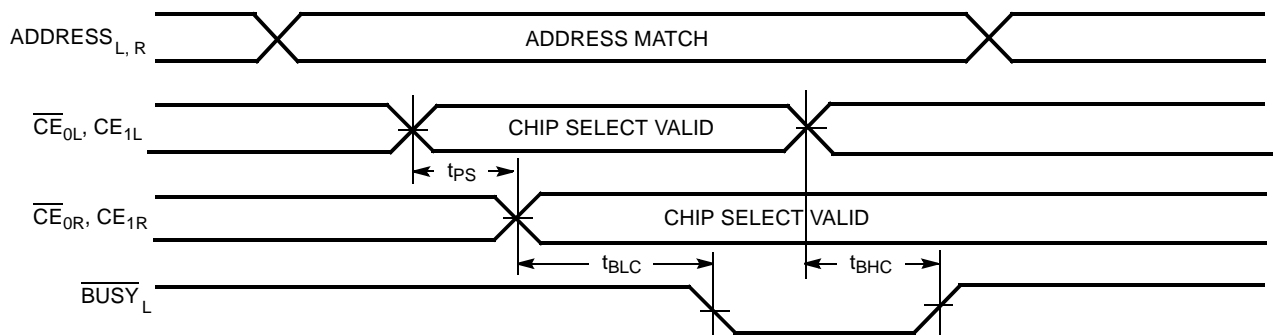 ADDRESS L, R
ADDRESS MATCH
CE0L, CE1L
CHIP SELECT VALID
tPS
CE0R, CE1R
CHIP SELECT VALID
tBLC
tBHC
BUSY L